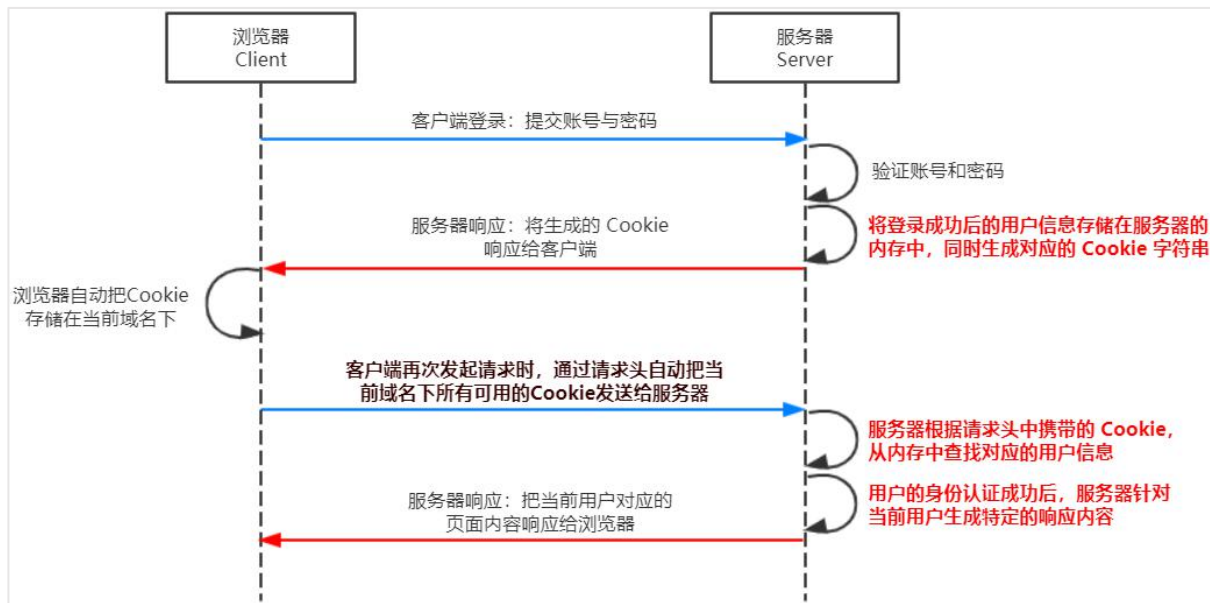 浏览器
Client
服务器
Server
客户端登录：提交账号与密码
验证账号和密码
将登录成功后的用户信息存储在服务器的
内存中，同时生成对应的 Cookie 字符串
服务器响应：将生成的 Cookie
响应给客户端
浏览器自动把Cookie
存储在当前域名下
客户端再次发起请求时，通过请求头自动把当
前域名下所有可用的Cookie发送给服务器
服务器根据请求头中携带的 Cookie，
从内存中查找对应的用户信息
用户的身份认证成功后，服务器针对
当前用户生成特定的响应内容
服务器响应：把当前用户对应的
页面内容响应给浏览器